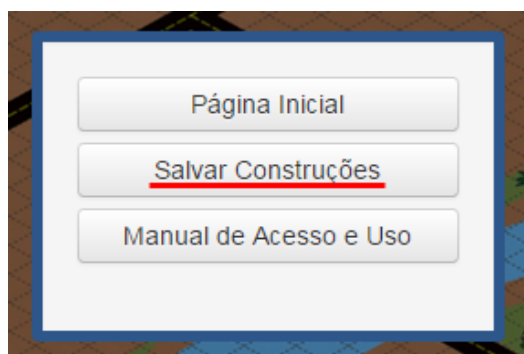 Página Inicial
Salvar Construções
Manual de Acesso e Uso